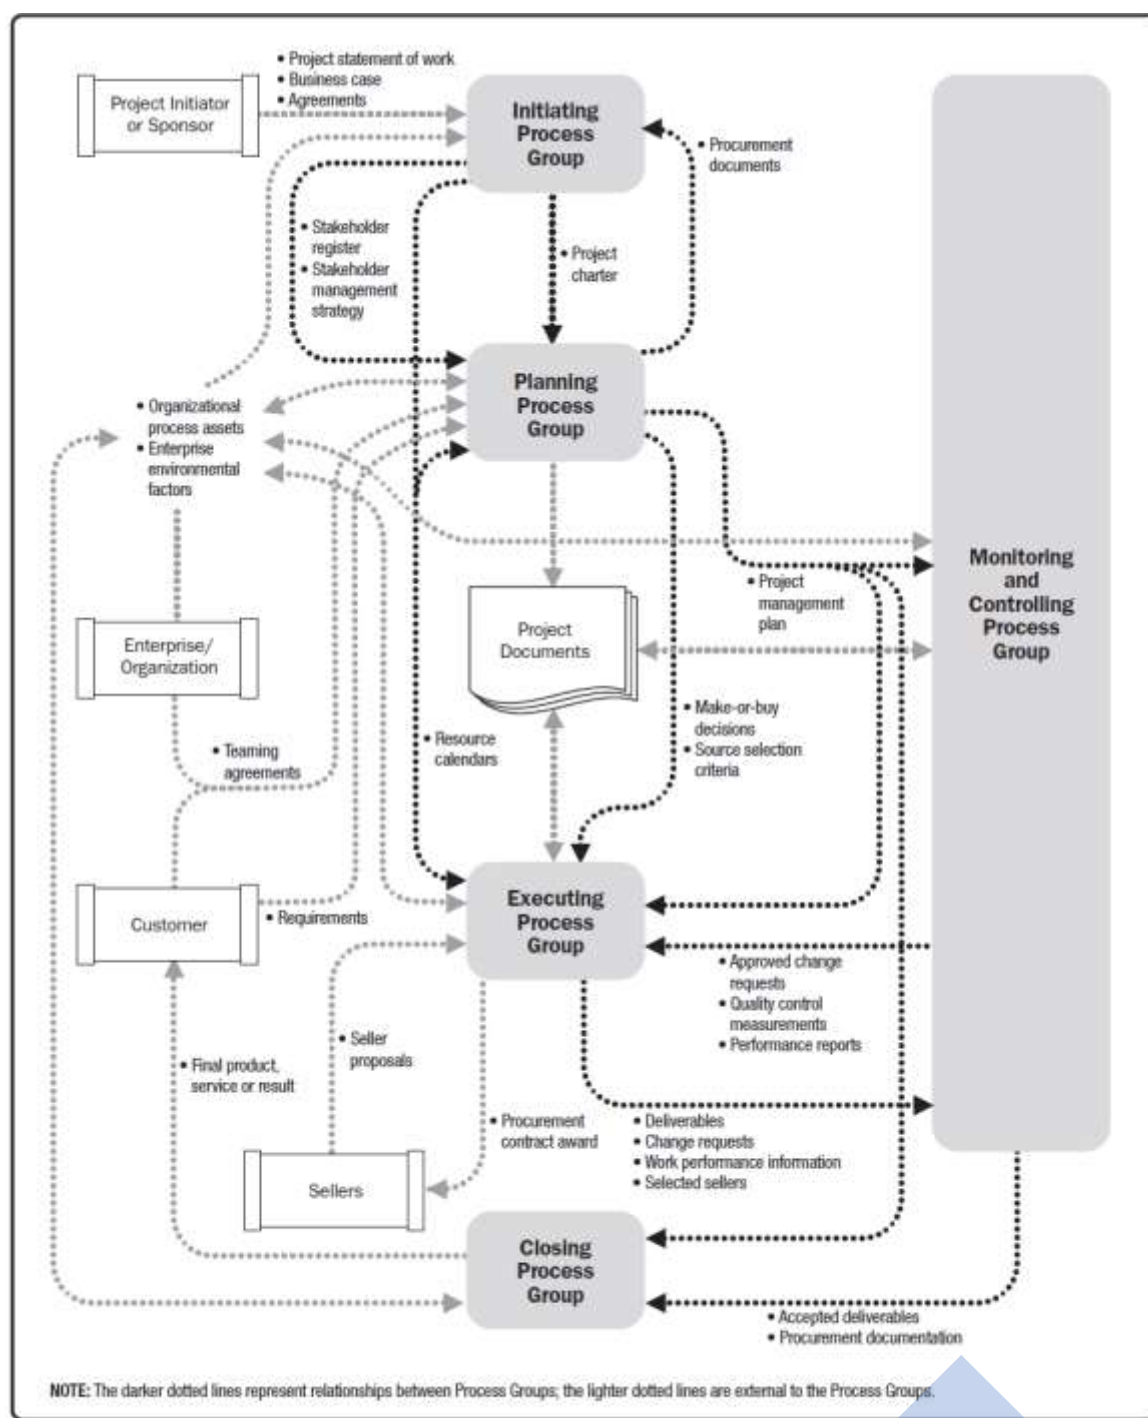 • Project statement of work
• Business case
• Agreements
Project Initiator
or Sponsor
Initiating
Process
Group
• Procurement
documents
• Stakeholder
register
• Stakeholder
management
strategy
• Project
charter
Planning
Process
Group
• Organizational
process assets
• Enterprise
environmental
factors
Monitoring
and
Controlling
Process
Group
• Project
management
plan
Project
Documents
Enterprise/
Organization
• Make-or-buy
decisions
• Source selection
criteria
• Resource
calendars
• Teaming
agreements
Executing
Process
Group
Customer
• Requirements
• Approved change
requests
• Quality control
measurements
• Performance reports
• Seller
proposals
• Final product,
service or result
• Procurement
contract award
• Deliverables
• Change requests
• Work performance information
• Selected sellers
Sellers
Closing
Process
Group
• Accepted deliverables
• Procurement documentation
NOTE: The darker dotted lines represent relationships between Process Groups; the lighter dotted lines are external to the Process Groups.